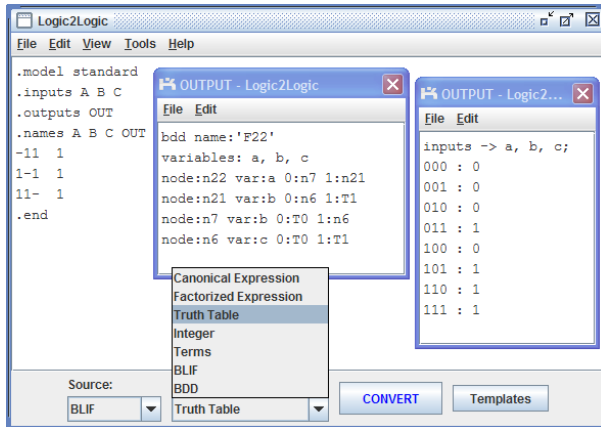 Logic2Logic
File Edit View Tools Help
.model standard
.inputs A B C
.outputs OUT
.names A B C OUT
-11 1
1-1 1
11- 1
.end
OUTPUT - Logic2Logic
File Edit
bdd name:'F22'
variables: a, b, c
node:n22 var:a 0:n7 1:n21
node:n21 var:b 0:n6 1:T1
node:n7 var:b 0:T0 1:n6
node:n6 var:c 0:T0 1:T1
OUTPUT - Logic2...
File Edit
inputs -> a, b, c;
000 : 0
001 : 0
010 : 0
011 : 1
100 : 0
101 : 1
110 : 1
111 : 1
Canonical Expression
Factorized Expression
Truth Table
Integer
Terms
BLIF
BDD
Source:
BLIF
Truth Table
CONVERT
Templates